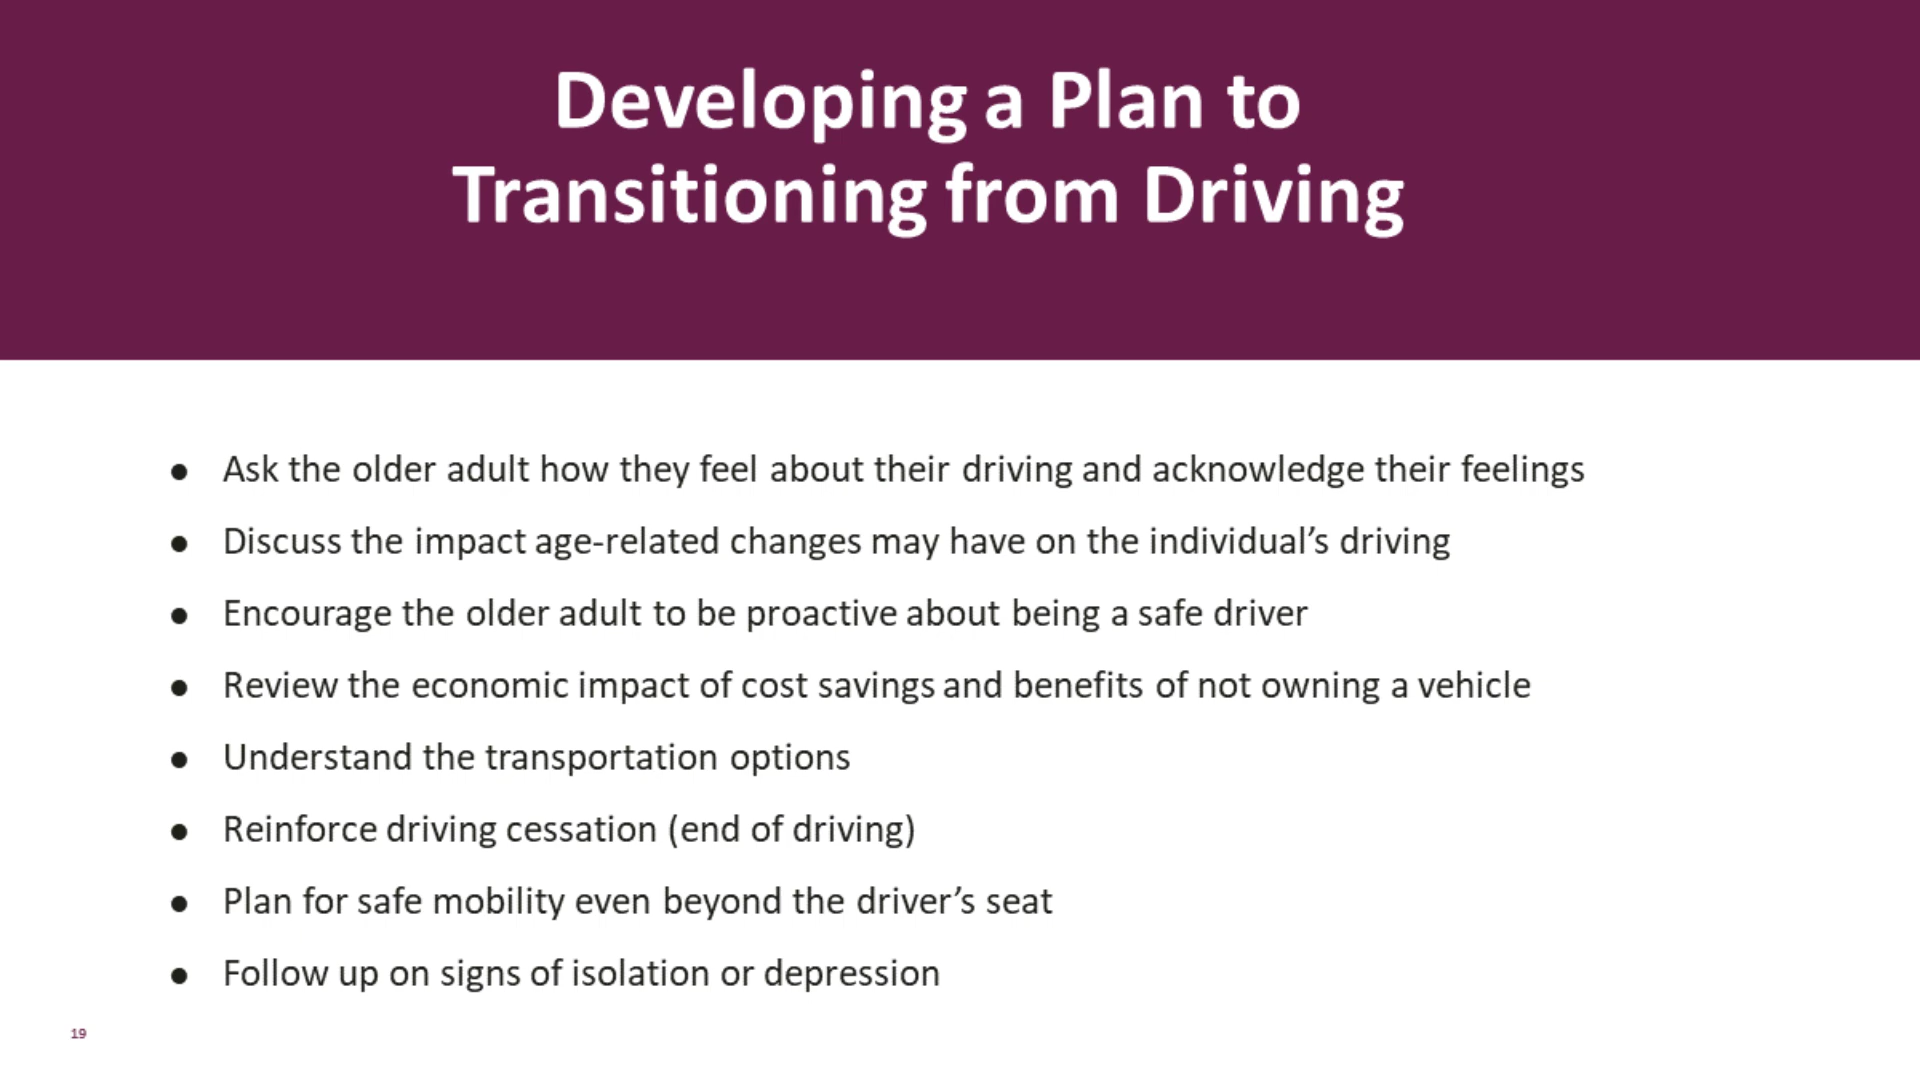 Developing a Plan to
Transitioning from Driving
● Ask the older adult how they feel about their driving and acknowledge their feelings
● Discuss the impact age-related changes may have on the individual’s driving
● Encourage the older adult to be proactive about being a safe driver
● Review the economic impact of cost savings and benefits of not owning a vehicle
● Understand the transportation options
● Reinforce driving cessation (end of driving)
● Plan for safe mobility even beyond the driver’s seat
● Follow up on signs of isolation or depression
19